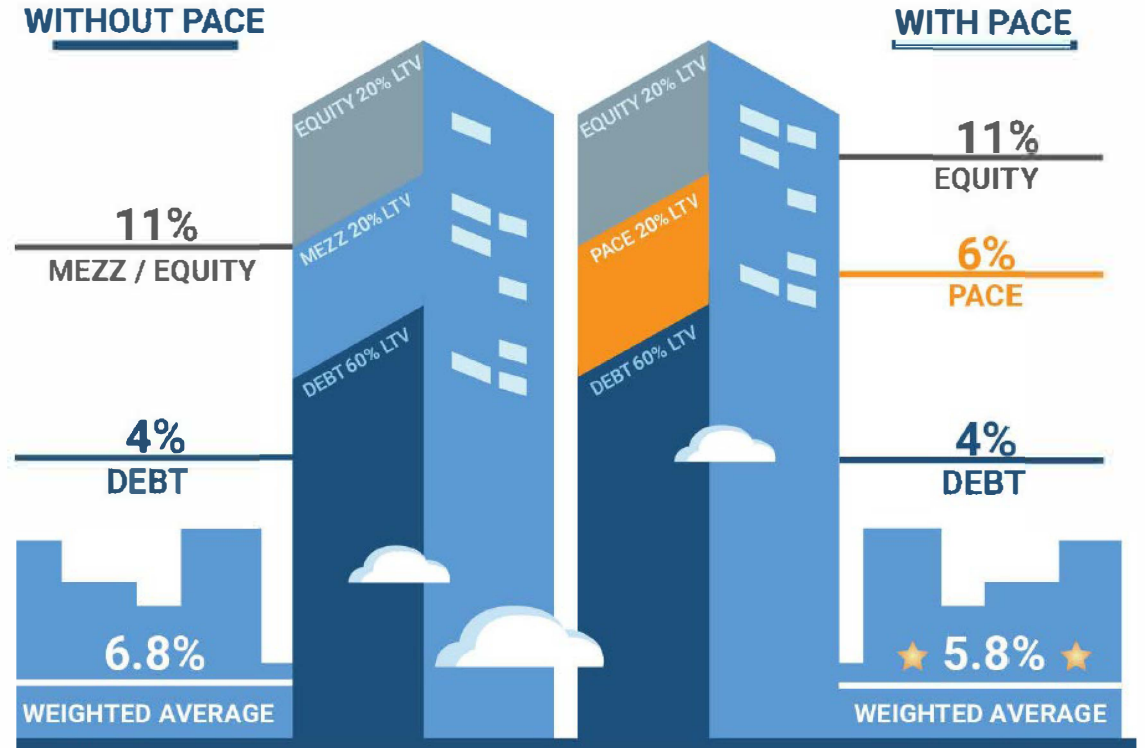 WITHOUT PACE
11%
MEZZ / EQUITY
4%
DEBT
6.8%
WEIGHTED AVERAGE
EQUITY 20% LTV
MEZZ 20% LTV
DEBT 60% LTV
EQUITY 20% LTV
PACE 20% LTV
DEBT 60% LTV
WITH PACE
11%
EQUITY
6%
PACE
4%
DEBT
5.8%
WEIGHTED AVERAGE